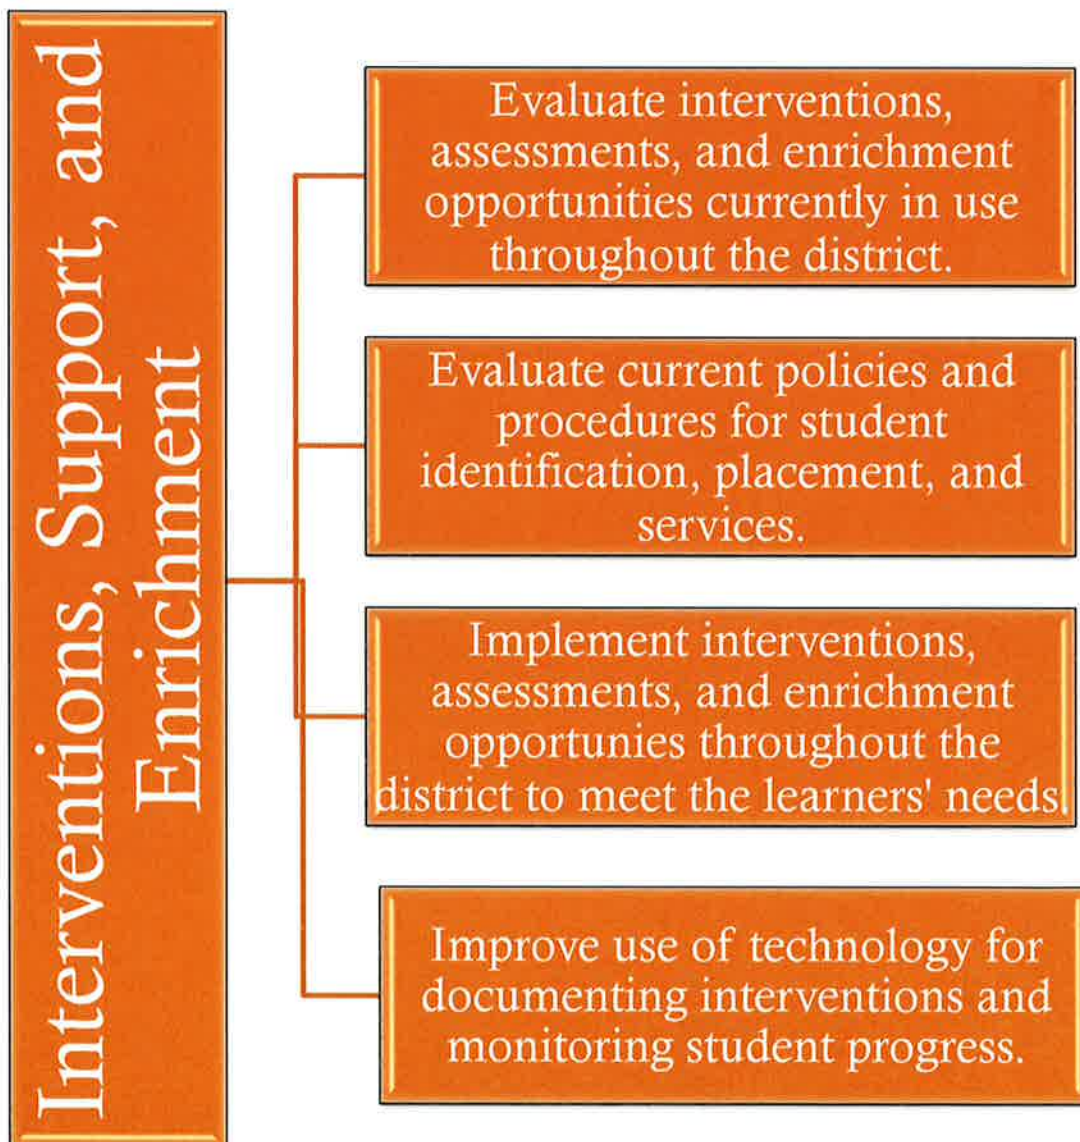 Interventions, Support, and
Enrichment
Evaluate interventions,
assessments, and enrichment
opportunities currently in use
throughout the district.
Evaluate current policies and
procedures for student
identification, placement, and
services.
Implement interventions,
assessments, and enrichment
opportunies throughout the
district to meet the learners' needs.
Improve use of technology for
documenting interventions and
monitoring student progress.